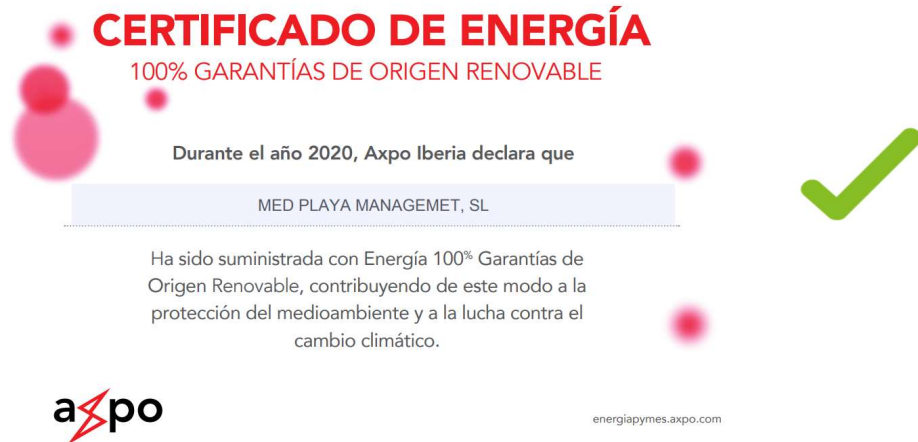 CERTIFICADO DE ENERGÍA
100% GARANTÍAS DE ORIGEN RENOVABLE
Durante el año 2020, Axpo Iberia declara que
MED PLAYA MANAGEMET, SL
Ha sido suministrada con Energía 100% Garantías de
Origen Renovable, contribuyendo de este modo a la
protección del medioambiente y a la lucha contra el
cambio climático.
axpo
energiapymes.axpo.com